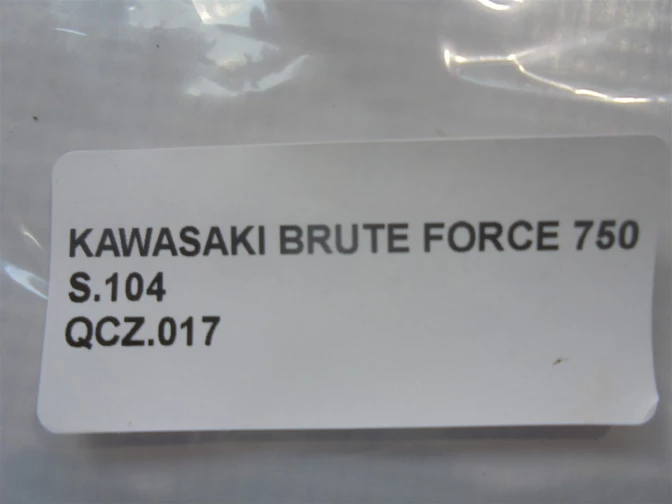 KAWASAKI BRUTE FORCE 750
S.104
QCZ.017